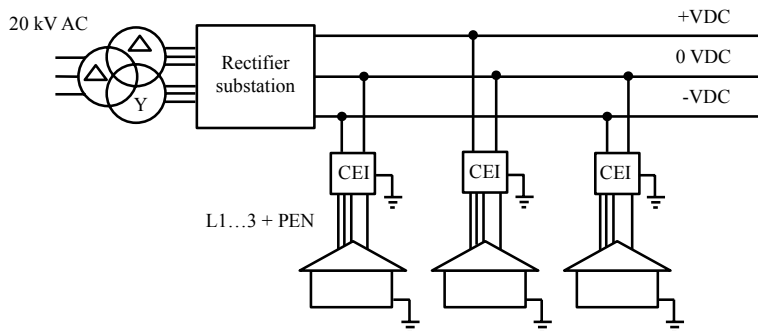 20 kV AC
Δ
Δ
Y
Rectifier
substation
+VDC
0 VDC
-VDC
CEI
CEI
CEI
L1…3 + PEN